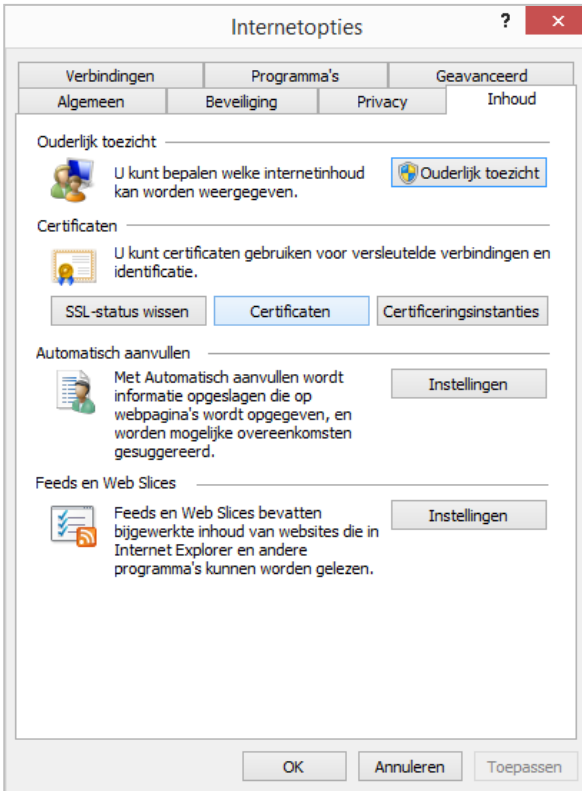 Internetopties
?
Verbindingen
Programma's
Geavanceerd
Algemeen
Beveiliging
Privacy
Inhoud
Ouderlijk toezicht
U kunt bepalen welke internetinhoud
kan worden weergegeven.
Ouderlijk toezicht
Certificaten
U kunt certificaten gebruiken voor versleutelde verbindingen en
identificatie.
SSL-status wissen
Certificaten
Certificeringsinstanties
Automatisch aanvullen
Met Automatisch aanvullen wordt
informatie opgeslagen die op
webpagina's wordt opgegeven, en
worden mogelijke overeenkomsten
gesuggereerd.
Instellingen
Feeds en Web Slices
Feeds en Web Slices bevatten
bijgewerkte inhoud van websites die in
Internet Explorer en andere
programma's kunnen worden gelezen.
Instellingen
OK
Annuleren
Toepassen